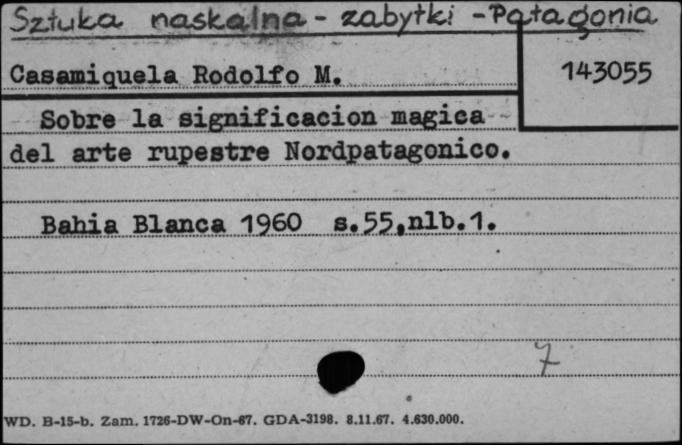 Sztuka naskalna - zabytki - Patagonia
Casamiquela Rodolfo M.
143055
Sobre la significacion magica
del arte rupestre Nordpatagonico.
Bahia Blanca 1960 s.55,nlb.1.
7
WD. B-15-b. Zam. 1726-DW-On-67. GDA-3198. 8.11.67. 4.630.000.